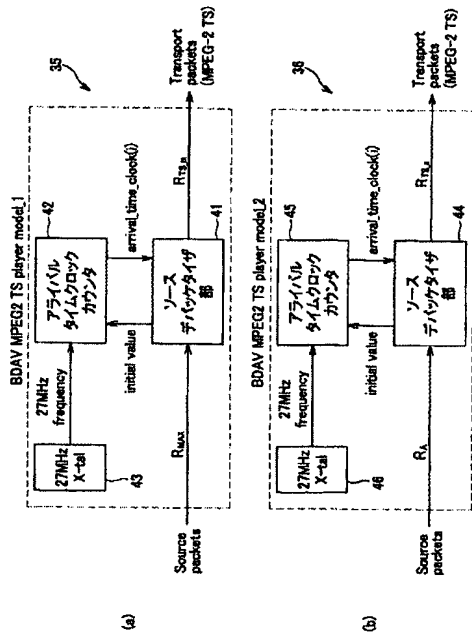 (a)
BDAV MPEG2 TS player model_1
35
27MHz
X-tal
43
27MHz
frequency
アライバル
タイムクロック
カウンタ
42
initial value
arrival_time_clock(i)
Source
packets
RMAX
ソース
デパケッタイザ
部
41
RTS_n
Transport
packets
(MPEG-2 TS)
(b)
BDAV MPEG2 TS player model_2
36
27MHz
X-tal
46
27MHz
frequency
アライバル
タイムクロック
カウンタ
45
initial value
arrival_time_clock(i)
Source
packets
RA
ソース
デパケッタイザ
部
44
Transport
packets
(MPEG-2 TS)